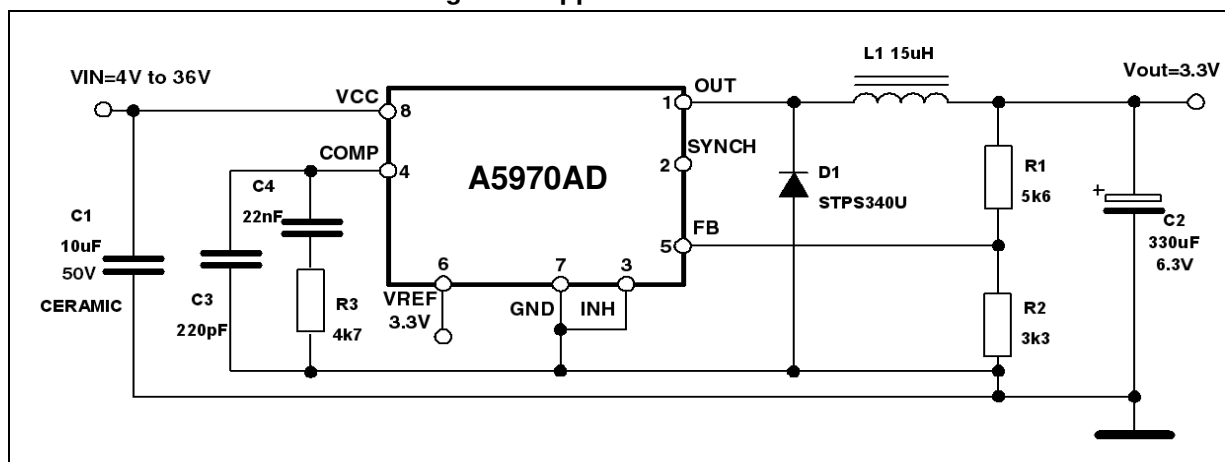 VIN=4V to 36V
VCC
8
COMP
4
C4
22nF
C1
10uF
50V
CERAMIC
C3
220pF
R3
4k7
A5970AD
6
VREF
3.3V
7
GND
3
INH
OUT
1
SYNCH
2
FB
5
D1
STPS340U
L1 15uH
Vout=3.3V
R1
5k6
R2
3k3
+
C2
330uF
6.3V